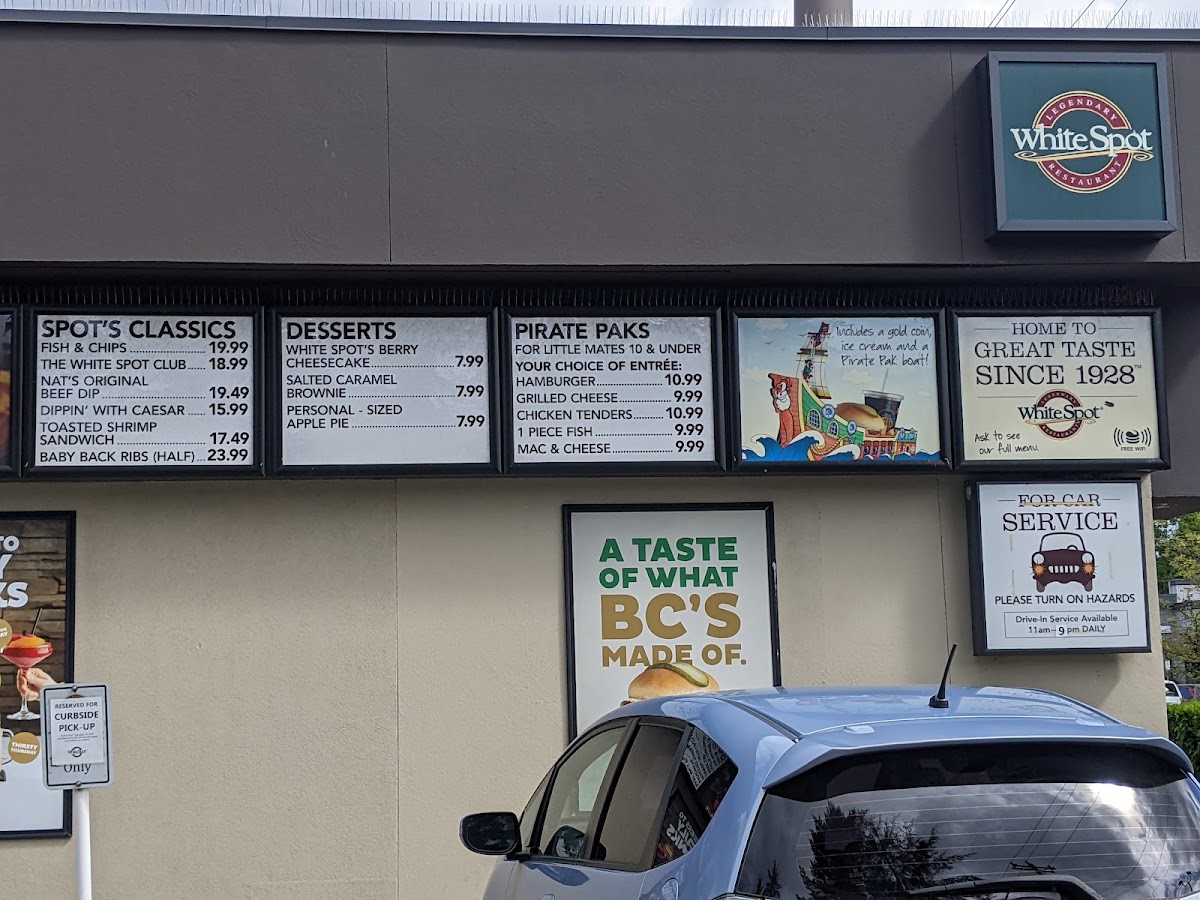 LEGENDARY
White Spot
RESTAURANT
SPOT'S CLASSICS
FISH & CHIPS 19.99
THE WHITE SPOT CLUB 18.99
NAT'S ORIGINAL
BEEF DIP 19.49
DIPPIN' WITH CAESAR 15.99
TOASTED SHRIMP
SANDWICH 17.49
BABY BACK RIBS (HALF) 23.99
DESSERTS
WHITE SPOT'S BERRY
CHEESECAKE 7.99
SALTED CARAMEL
BROWNIE 7.99
PERSONAL - SIZED
APPLE PIE 7.99
PIRATE PAKS
FOR LITTLE MATES 10 & UNDER
YOUR CHOICE OF ENTRÉE:
HAMBURGER 10.99
GRILLED CHEESE 9.99
CHICKEN TENDERS 10.99
1 PIECE FISH 9.99
MAC & CHEESE 9.99
Includes a gold coin,
ice cream and a
Pirate Pak boat!
HOME TO
GREAT TASTE
SINCE 1928™
White Spot
Ask to see
our full menu.
FREE WIFI
FOR CAR
SERVICE
PLEASE TURN ON HAZARDS
Drive-In Service Available
11am-9pm DAILY
A TASTE
OF WHAT
BC'S
MADE OF.
TO
Y
KS
THIRSTY
THURSDAY
RESERVED FOR
CURBSIDE
PICK-UP
Only